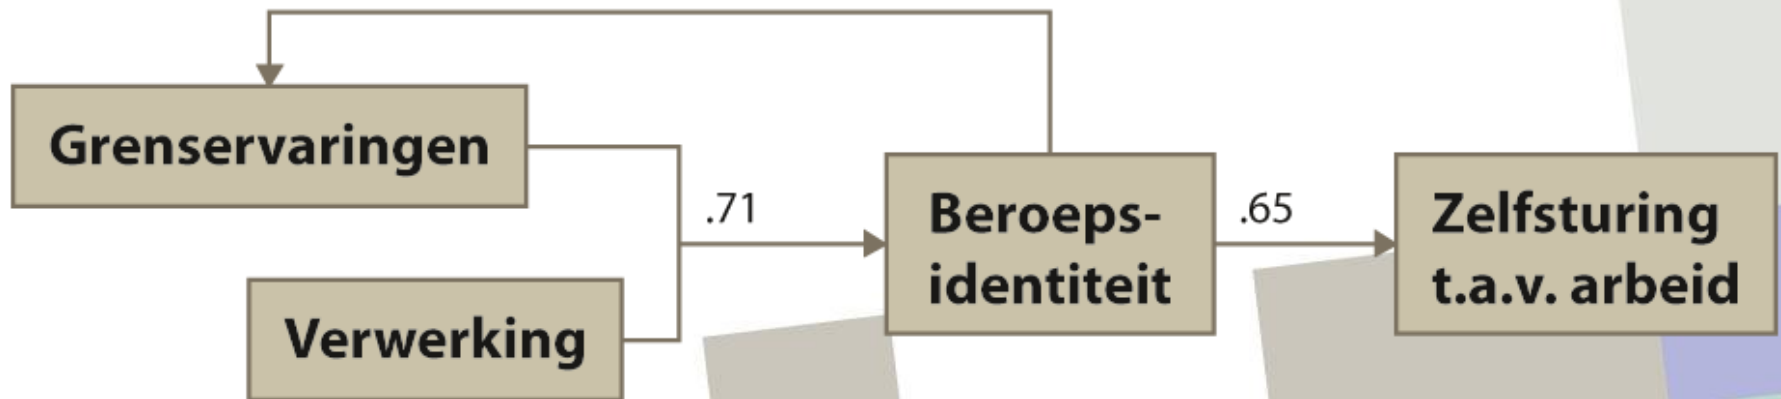 Grenservaringen
Verwerking
.71
Beroeps-
identiteit
.65
Zelfsturing
t.a.v. arbeid